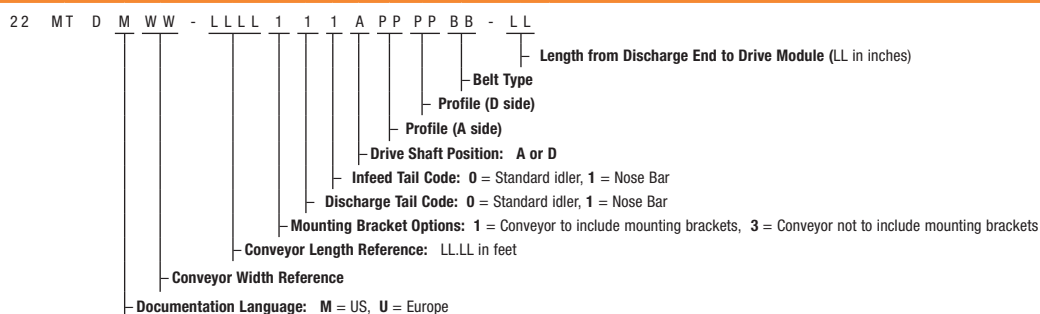 22 MT D M WW - LLLL 1 1 1 A PP PP BB - LL
Length from Discharge End to Drive Module (LL in inches)
Belt Type
Profile (D side)
Profile (A side)
Drive Shaft Position: A or D
Infeed Tail Code: 0 = Standard idler, 1 = Nose Bar
Discharge Tail Code: 0 = Standard idler, 1 = Nose Bar
Mounting Bracket Options: 1 = Conveyor to include mounting brackets, 3 = Conveyor not to include mounting brackets
Conveyor Length Reference: LL.LL in feet
Conveyor Width Reference
Documentation Language: M = US, U = Europe